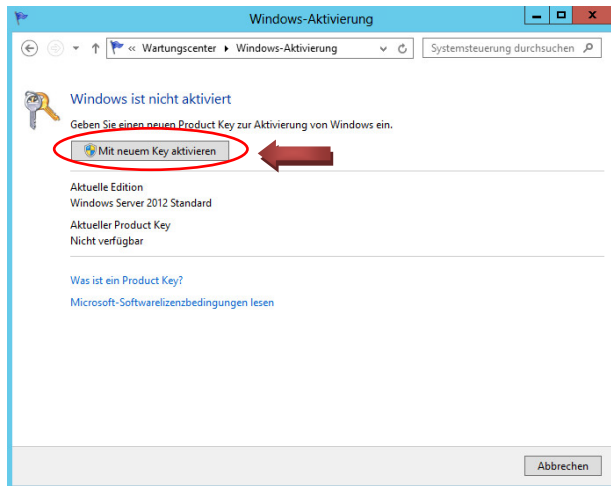 Windows-Aktivierung
« Wartungscenter Windows-Aktivierung
Systemsteuerung durchsuchen
Windows ist nicht aktiviert
Geben Sie einen neuen Product Key zur Aktivierung von Windows ein.
Mit neuem Key aktivieren
Aktuelle Edition
Windows Server 2012 Standard
Aktueller Product Key
Nicht verfügbar
Was ist ein Product Key?
Microsoft-Softwarelizenzbedingungen lesen
Abbrechen